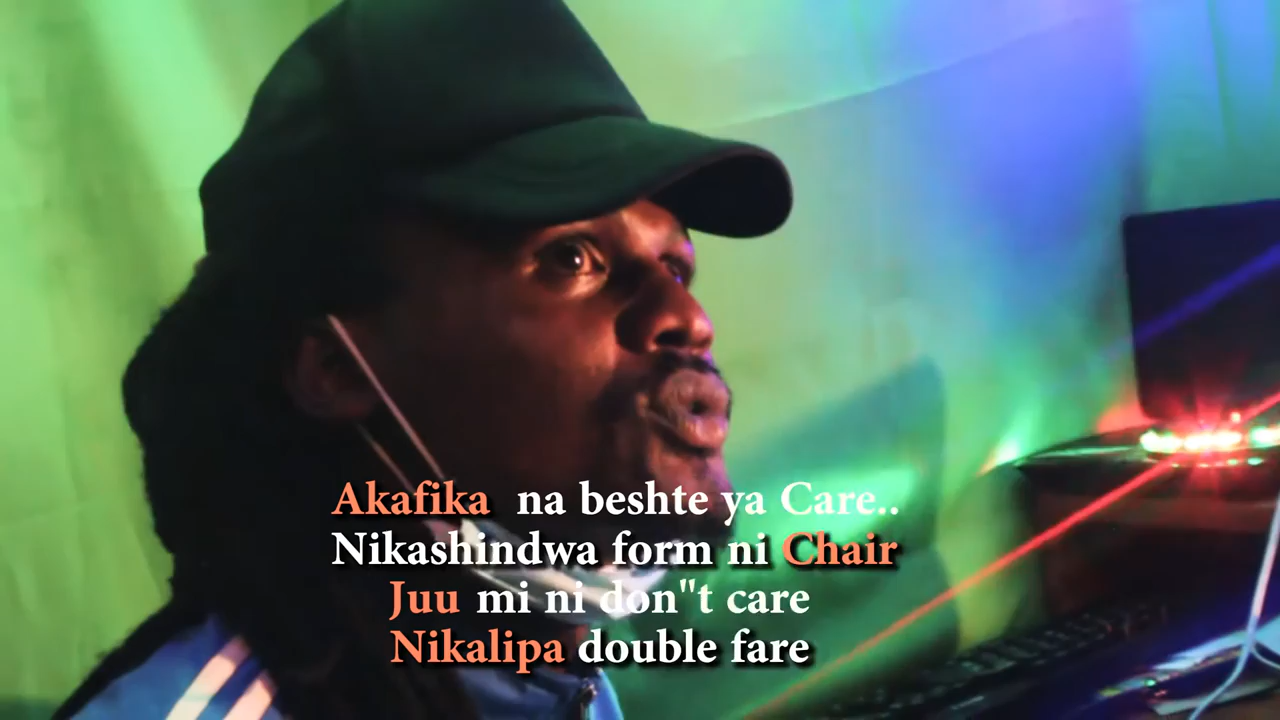 Akafika na beshte ya Care..
Nikashindwa form ni Chair
Juu mi ni don"t care
Nikalipa double fare